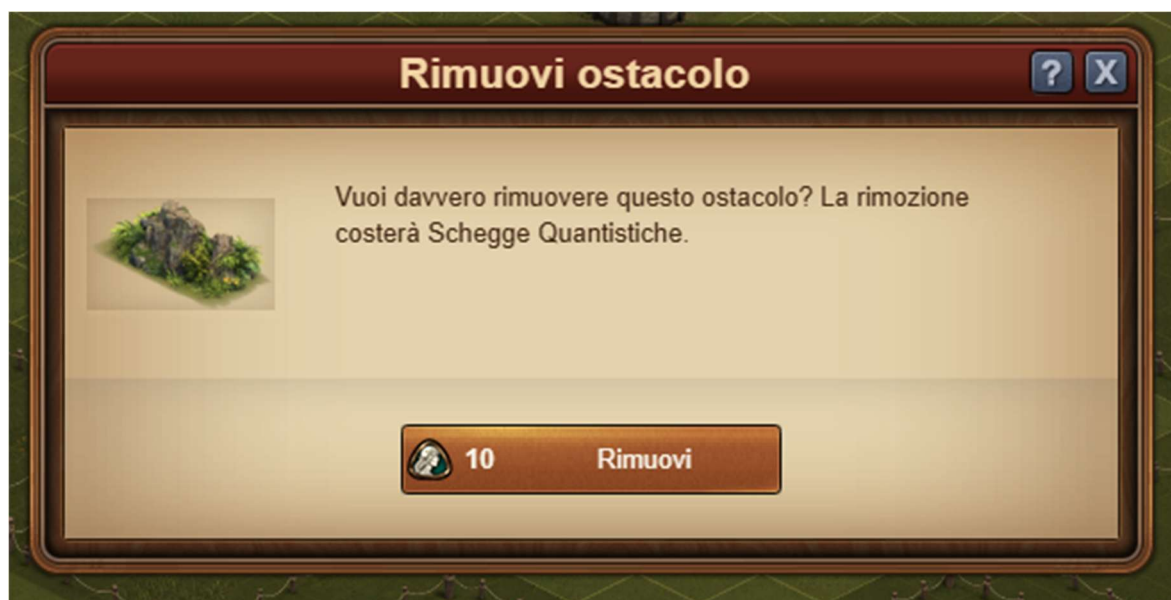 Rimuovi ostacolo
? X
Vuoi davvero rimuovere questo ostacolo? La rimozione
costerà Schegge Quantistiche.
10 Rimuovi